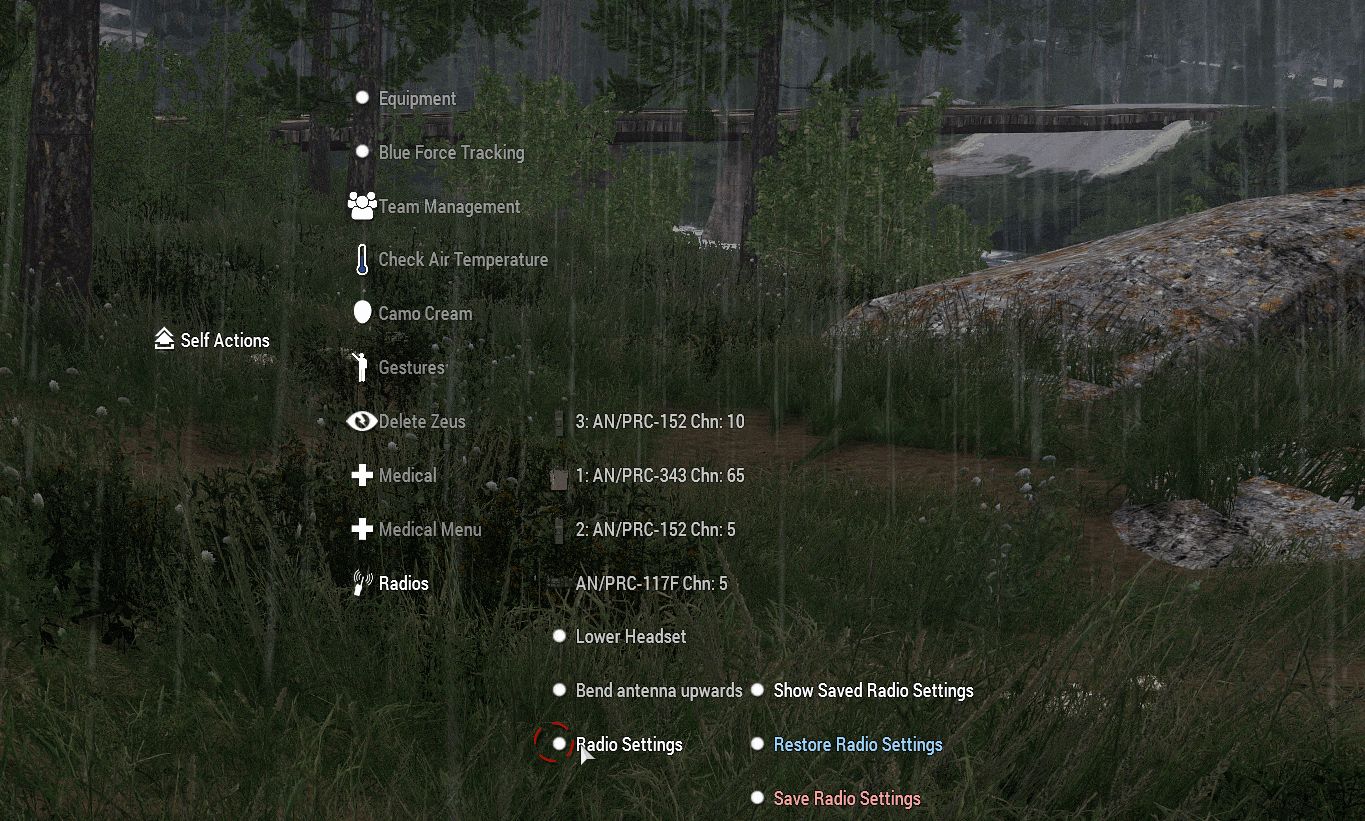 Equipment
Blue Force Tracking
Team Management
Check Air Temperature
Camo Cream
Self Actions
Gestures
Delete Zeus
3: AN/PRC-152 Chn: 10
Medical
1: AN/PRC-343 Chn: 65
Medical Menu
2: AN/PRC-152 Chn: 5
Radios
AN/PRC-117F Chn: 5
Lower Headset
Bend antenna upwards
Show Saved Radio Settings
Radio Settings
Restore Radio Settings
Save Radio Settings